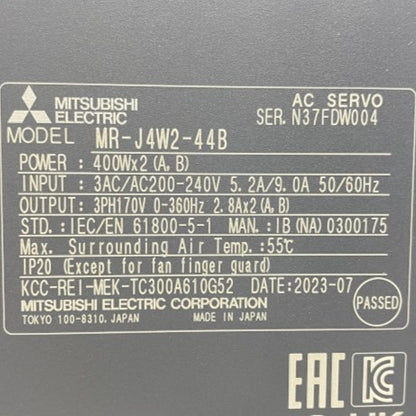 MITSUBISHI
ELECTRIC
AC SERVO
SER. N37FDW004
MODEL MR-J4W2-44B
POWER : 400Wx2 (A, B)
INPUT : 3AC/AC200-240V 5.2A/9.0A 50/60Hz
OUTPUT: 3PH170V 0-360Hz 2.8Ax2(A, B)
STD.: IEC/EN 61800-5-1 MAN.: IB(NA)0300175
Max. Surrounding Air Temp.:55℃
IP20 (Except for fan finger guard)
KCC-REI-MEK-TC300A610G52 DATE:2023-07
MITSUBISHI ELECTRIC CORPORATION
TOKYO 100-8310, JAPAN MADE IN JAPAN
PASSED
EAC